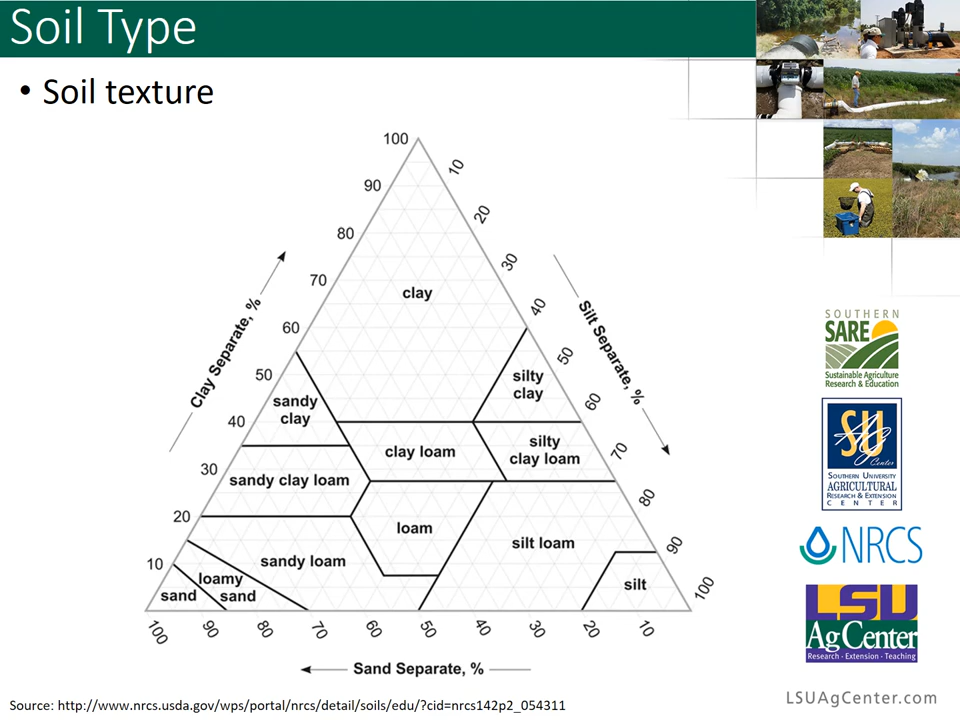 Soil Type
• Soil texture
100
90
80
70
60
50
40
30
20
10
10
20
30
40
50
60
70
80
90
100
100
90
80
70
60
50
40
30
20
10
Clay Separate, %
Silt Separate, %
Sand Separate, %
clay
silty
clay
sandy
clay
clay loam
silty
clay loam
sandy clay loam
loam
silt loam
sandy loam
loamy
sand
sand
silt
SOUTHERN
SARE
Sustainable Agriculture
Research & Education
SU
Ag
Center
SOUTHERN UNIVERSITY
AGRICULTURAL
RESEARCH & EXTENSION
CENTER
NRCS
LSU
AgCenter
Research · Extension · Teaching
LSUAgCenter.com
Source: http://www.nrcs.usda.gov/wps/portal/nrcs/detail/soils/edu/?cid=nrcs142p2_054311